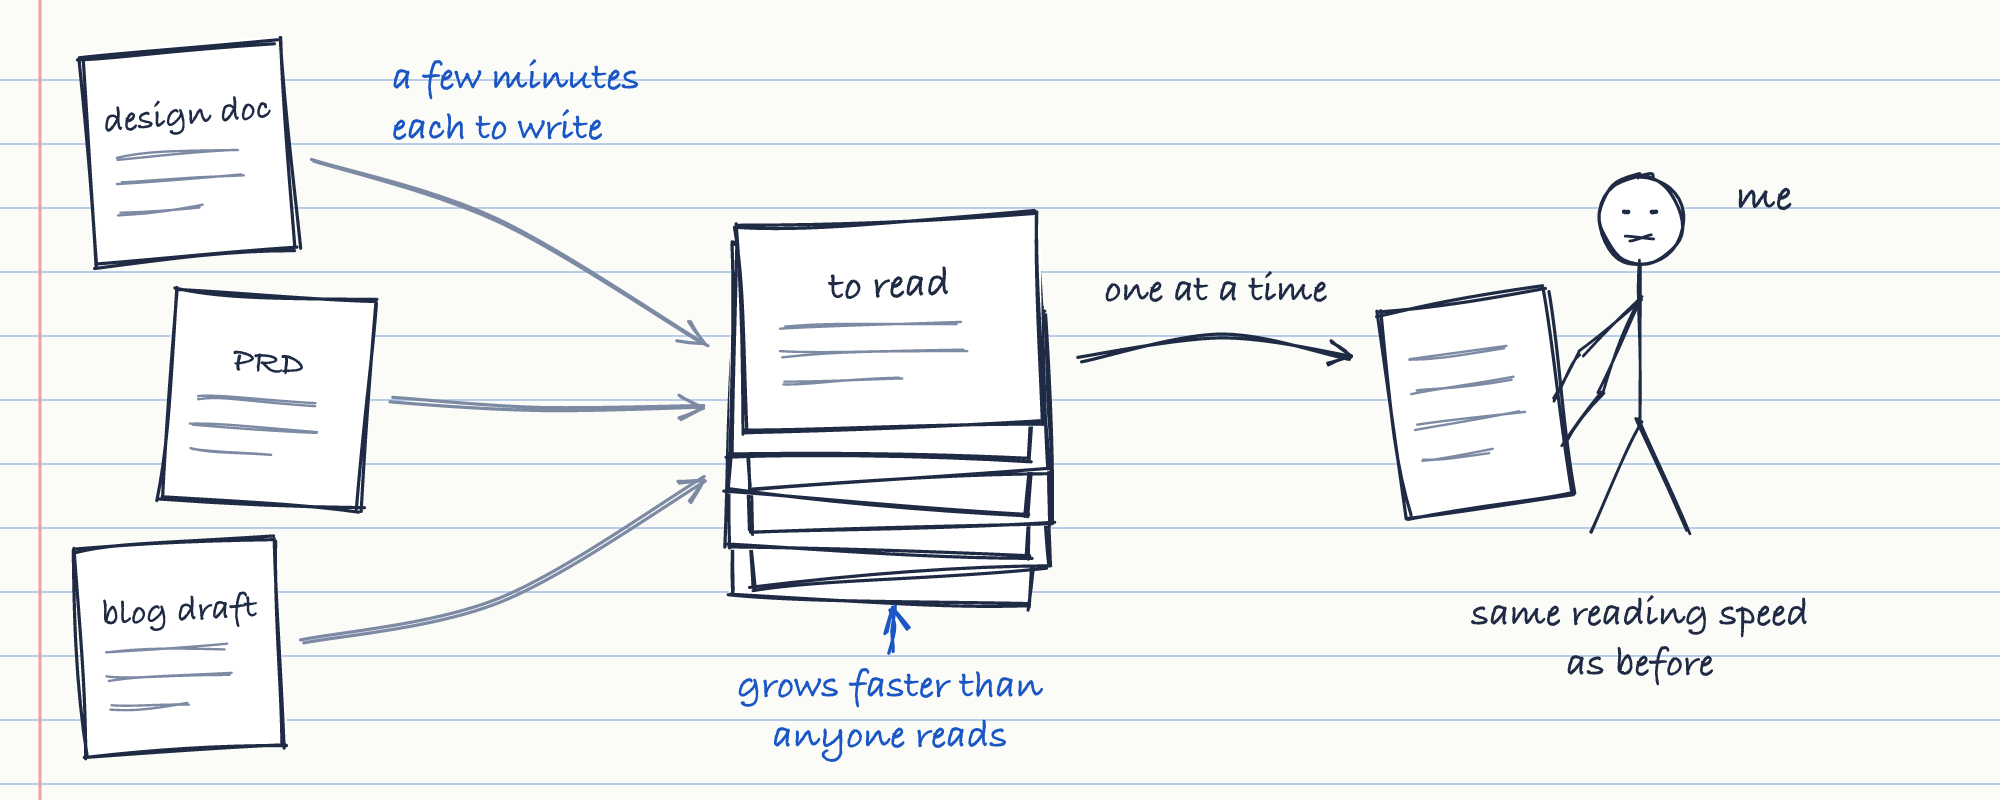 design doc
a few minutes
each to write
PRD
blog draft
to read
grows faster than
anyone reads
one at a time
me
same reading speed
as before